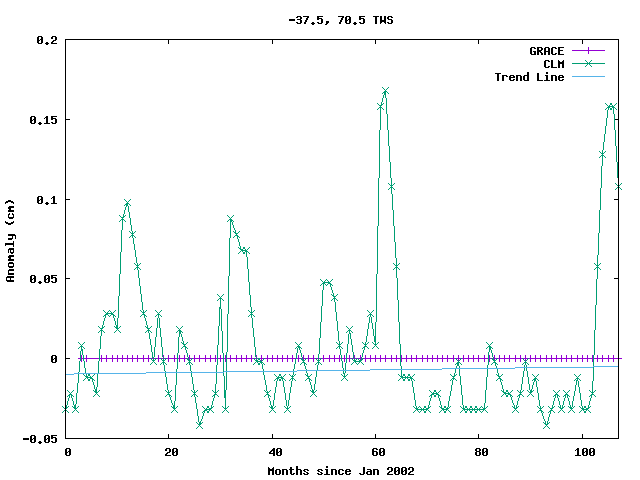 -37.5, 70.5 TWS
0.2
0.15
0.1
0.05
0
-0.05
Anomaly (cm)
GRACE
CLM
Trend Line
0 20 40 60 80 100
Months since Jan 2002